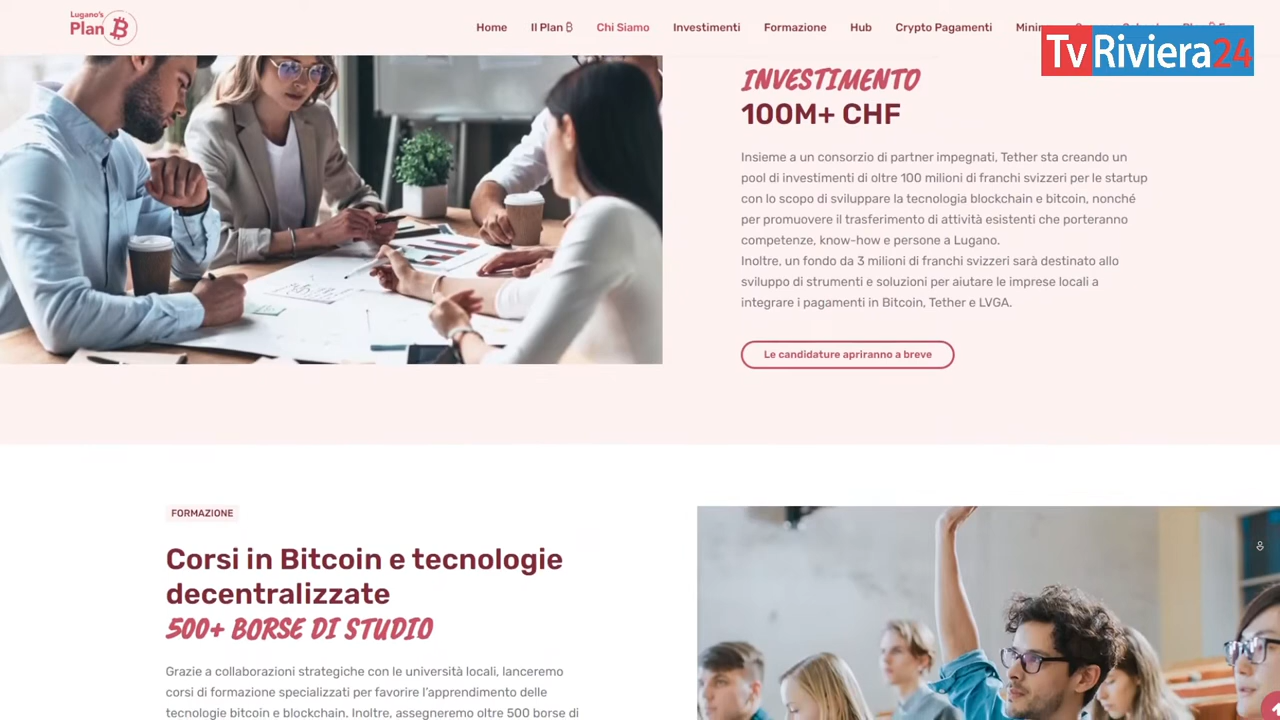 Lugano's
Plan ₿
Home Il Plan ₿ Chi Siamo Investimenti Formazione Hub Crypto Pagamenti
TvRiviera24
INVESTIMENTO
100M+ CHF
Insieme a un consorzio di partner impegnati, Tether sta creando un
pool di investimenti di oltre 100 milioni di franchi svizzeri per le startup
con lo scopo di sviluppare la tecnologia blockchain e bitcoin, nonché
per promuovere il trasferimento di attività esistenti che porteranno
competenze, know-how e persone a Lugano.
Inoltre, un fondo da 3 milioni di franchi svizzeri sarà destinato allo
sviluppo di strumenti e soluzioni per aiutare le imprese locali a
integrare i pagamenti in Bitcoin, Tether e LVGA.
Le candidature apriranno a breve
FORMAZIONE
Corsi in Bitcoin e tecnologie
decentralizzate
500+ BORSE DI STUDIO
Grazie a collaborazioni strategiche con le università locali, lanceremo
corsi di formazione specializzati per favorire l'apprendimento delle
tecnologie bitcoin e blockchain. Inoltre, assegneremo oltre 500 borse di